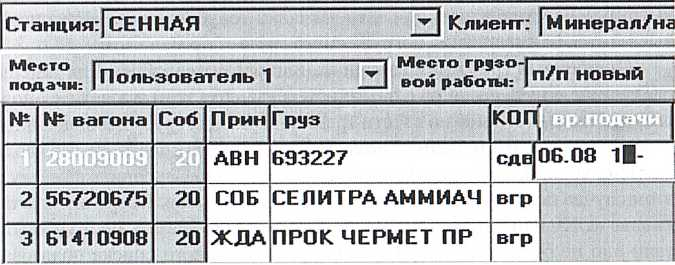 Станция: СЕННАЯ Клиент: Минерал/на
Место подачи: Пользователь 1 Место грузо-вой работы: п/п новый
№ № вагона Соб Прин Груз КОП вр.подачи
1 28009009 20 АВН 693227 сдв 06.08 1 -
2 56720675 20 СОБ СЕЛИТРА АММИАЧ вгр
3 61410908 20 ЖДА ПРОК ЧЕРМЕТ ПР вгр